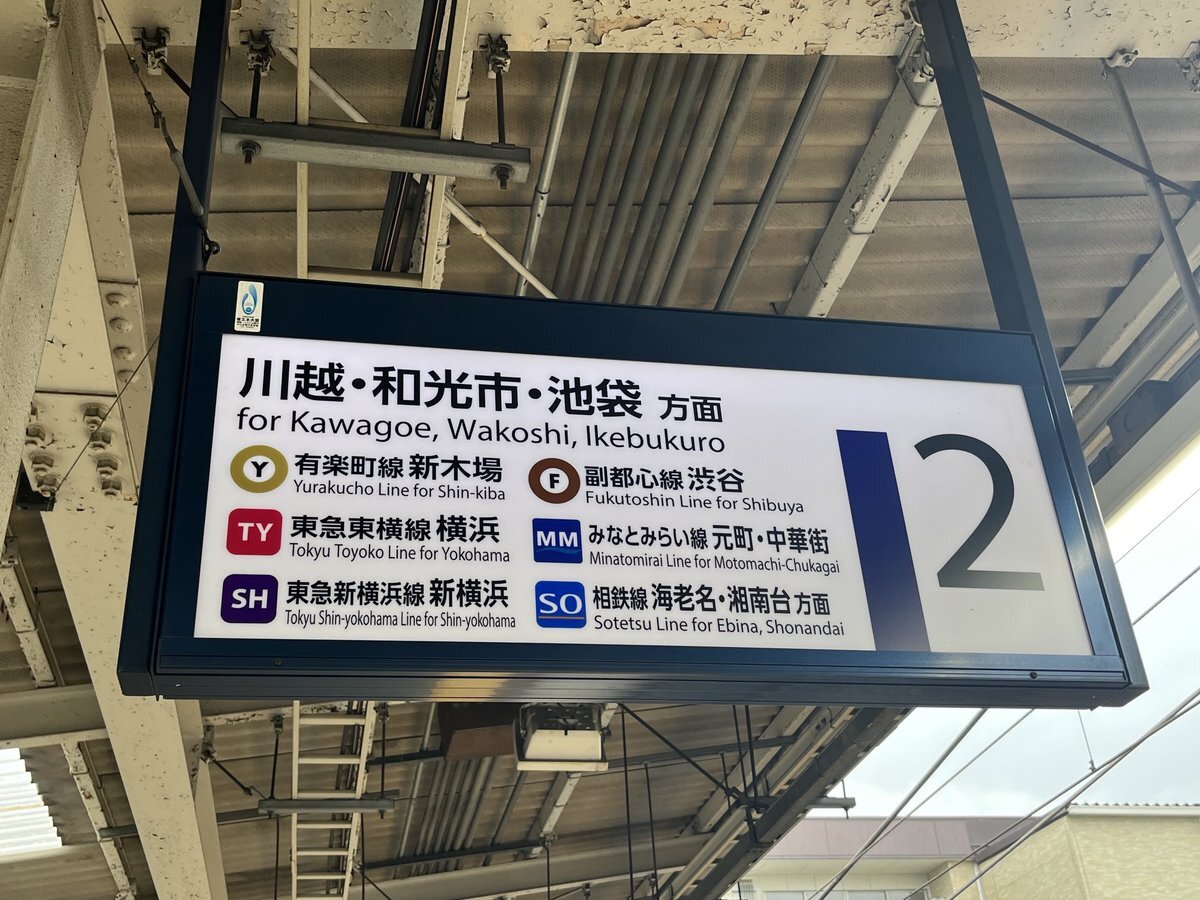 川越・和光市・池袋 方面
for Kawagoe, Wakoshi, Ikebukuro
Y 有楽町線 新木場
Yurakucho Line for Shin-kiba
F 副都心線 渋谷
Fukutoshin Line for Shibuya
TY 東急東横線 横浜
Tokyu Toyoko Line for Yokohama
MM みなとみらい線 元町・中華街
Minatomirai Line for Motomachi-Chukagai
SH 東急新横浜線 新横浜
Tokyu Shin-yokohama Line for Shin-yokohama
SO 相鉄線 海老名・湘南台 方面
Sotetsu Line for Ebina, Shonandai
2